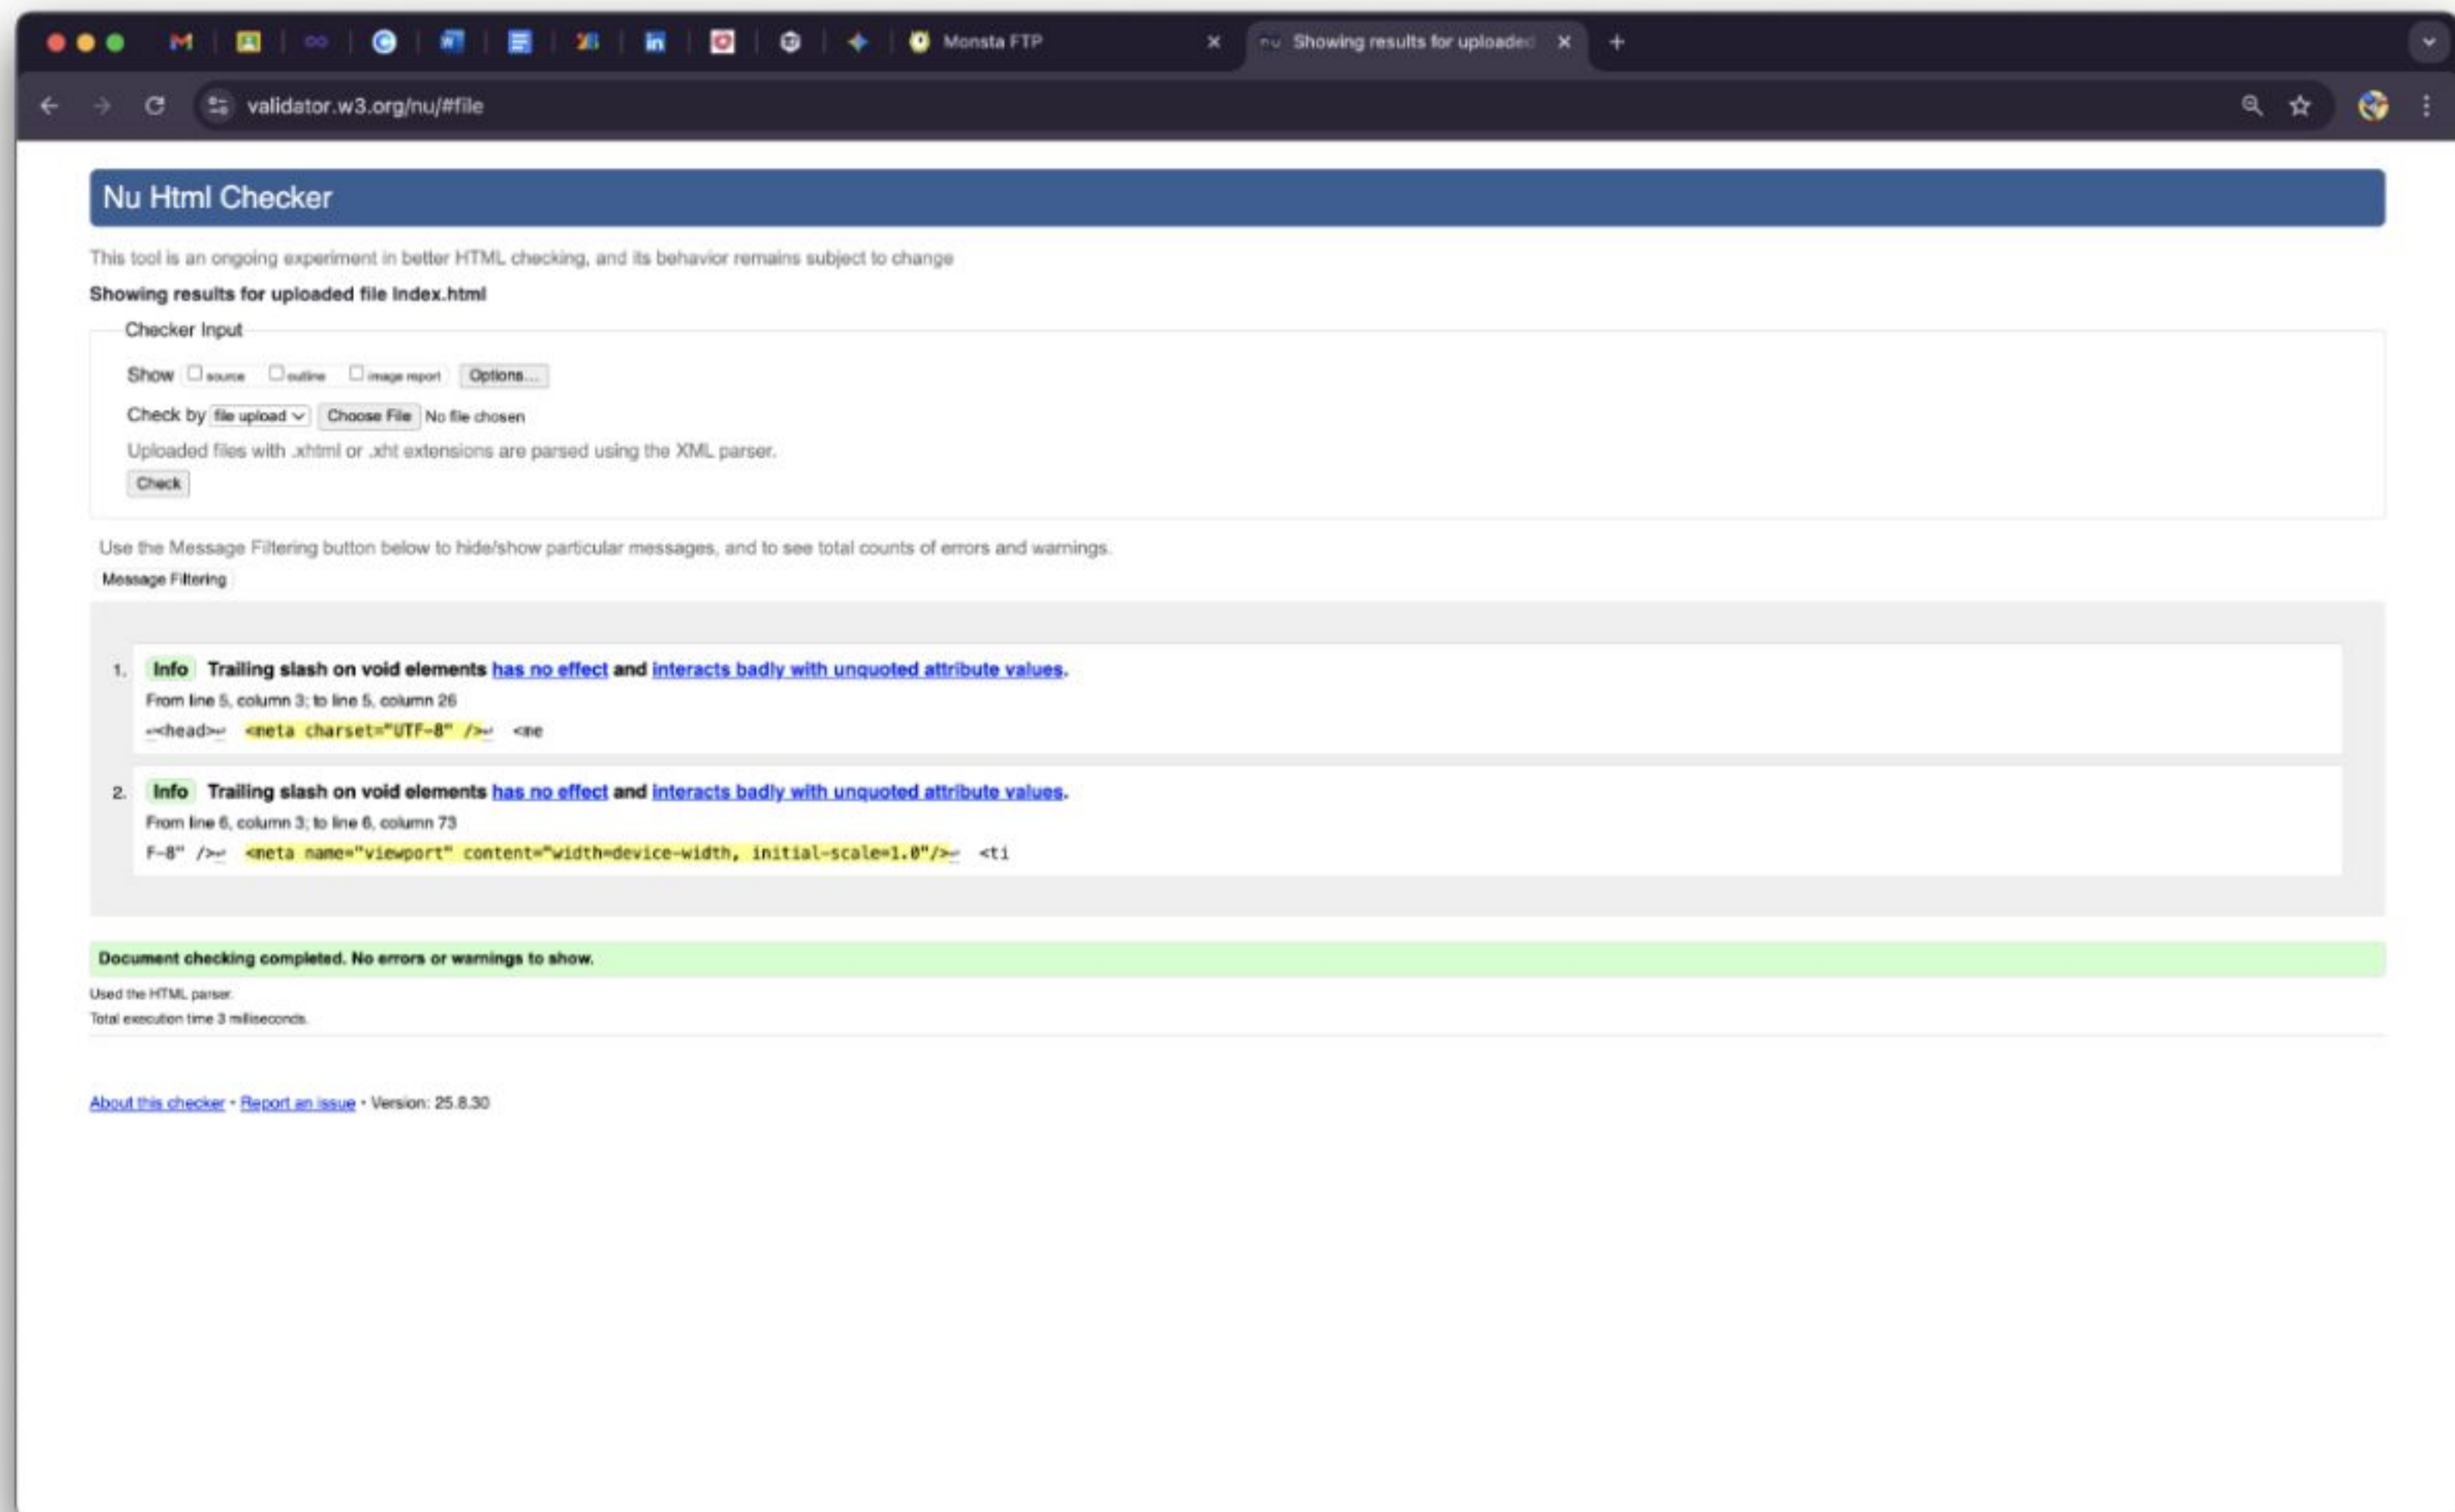 Monsta FTP
Showing results for uploaded
validator.w3.org/nu/#file
Nu Html Checker
This tool is an ongoing experiment in better HTML checking, and its behavior remains subject to change
Showing results for uploaded file Index.html
Checker Input
Show source outline image report Options...
Check by file upload Choose File No file chosen
Uploaded files with .xhtml or .xht extensions are parsed using the XML parser.
Check
Use the Message Filtering button below to hide/show particular messages, and to see total counts of errors and warnings.
Message Filtering
1. Info Trailing slash on void elements has no effect and interacts badly with unquoted attribute values.
From line 5, column 3; to line 5, column 26
↩<head>↩ <meta charset="UTF-8" />↩ <me
2. Info Trailing slash on void elements has no effect and interacts badly with unquoted attribute values.
From line 6, column 3; to line 6, column 73
F-8" />↩ <meta name="viewport" content="width=device-width, initial-scale=1.0"/>↩ <ti
Document checking completed. No errors or warnings to show.
Used the HTML parser.
Total execution time 3 milliseconds.
About this checker • Report an issue • Version: 25.8.30